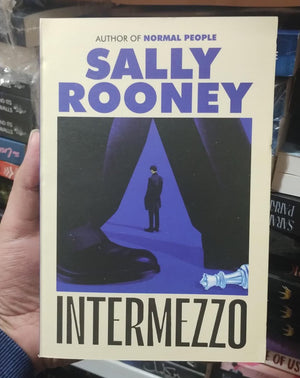 AUTHOR OF NORMAL PEOPLE
SALLY
ROONEY
INTERMEZZO